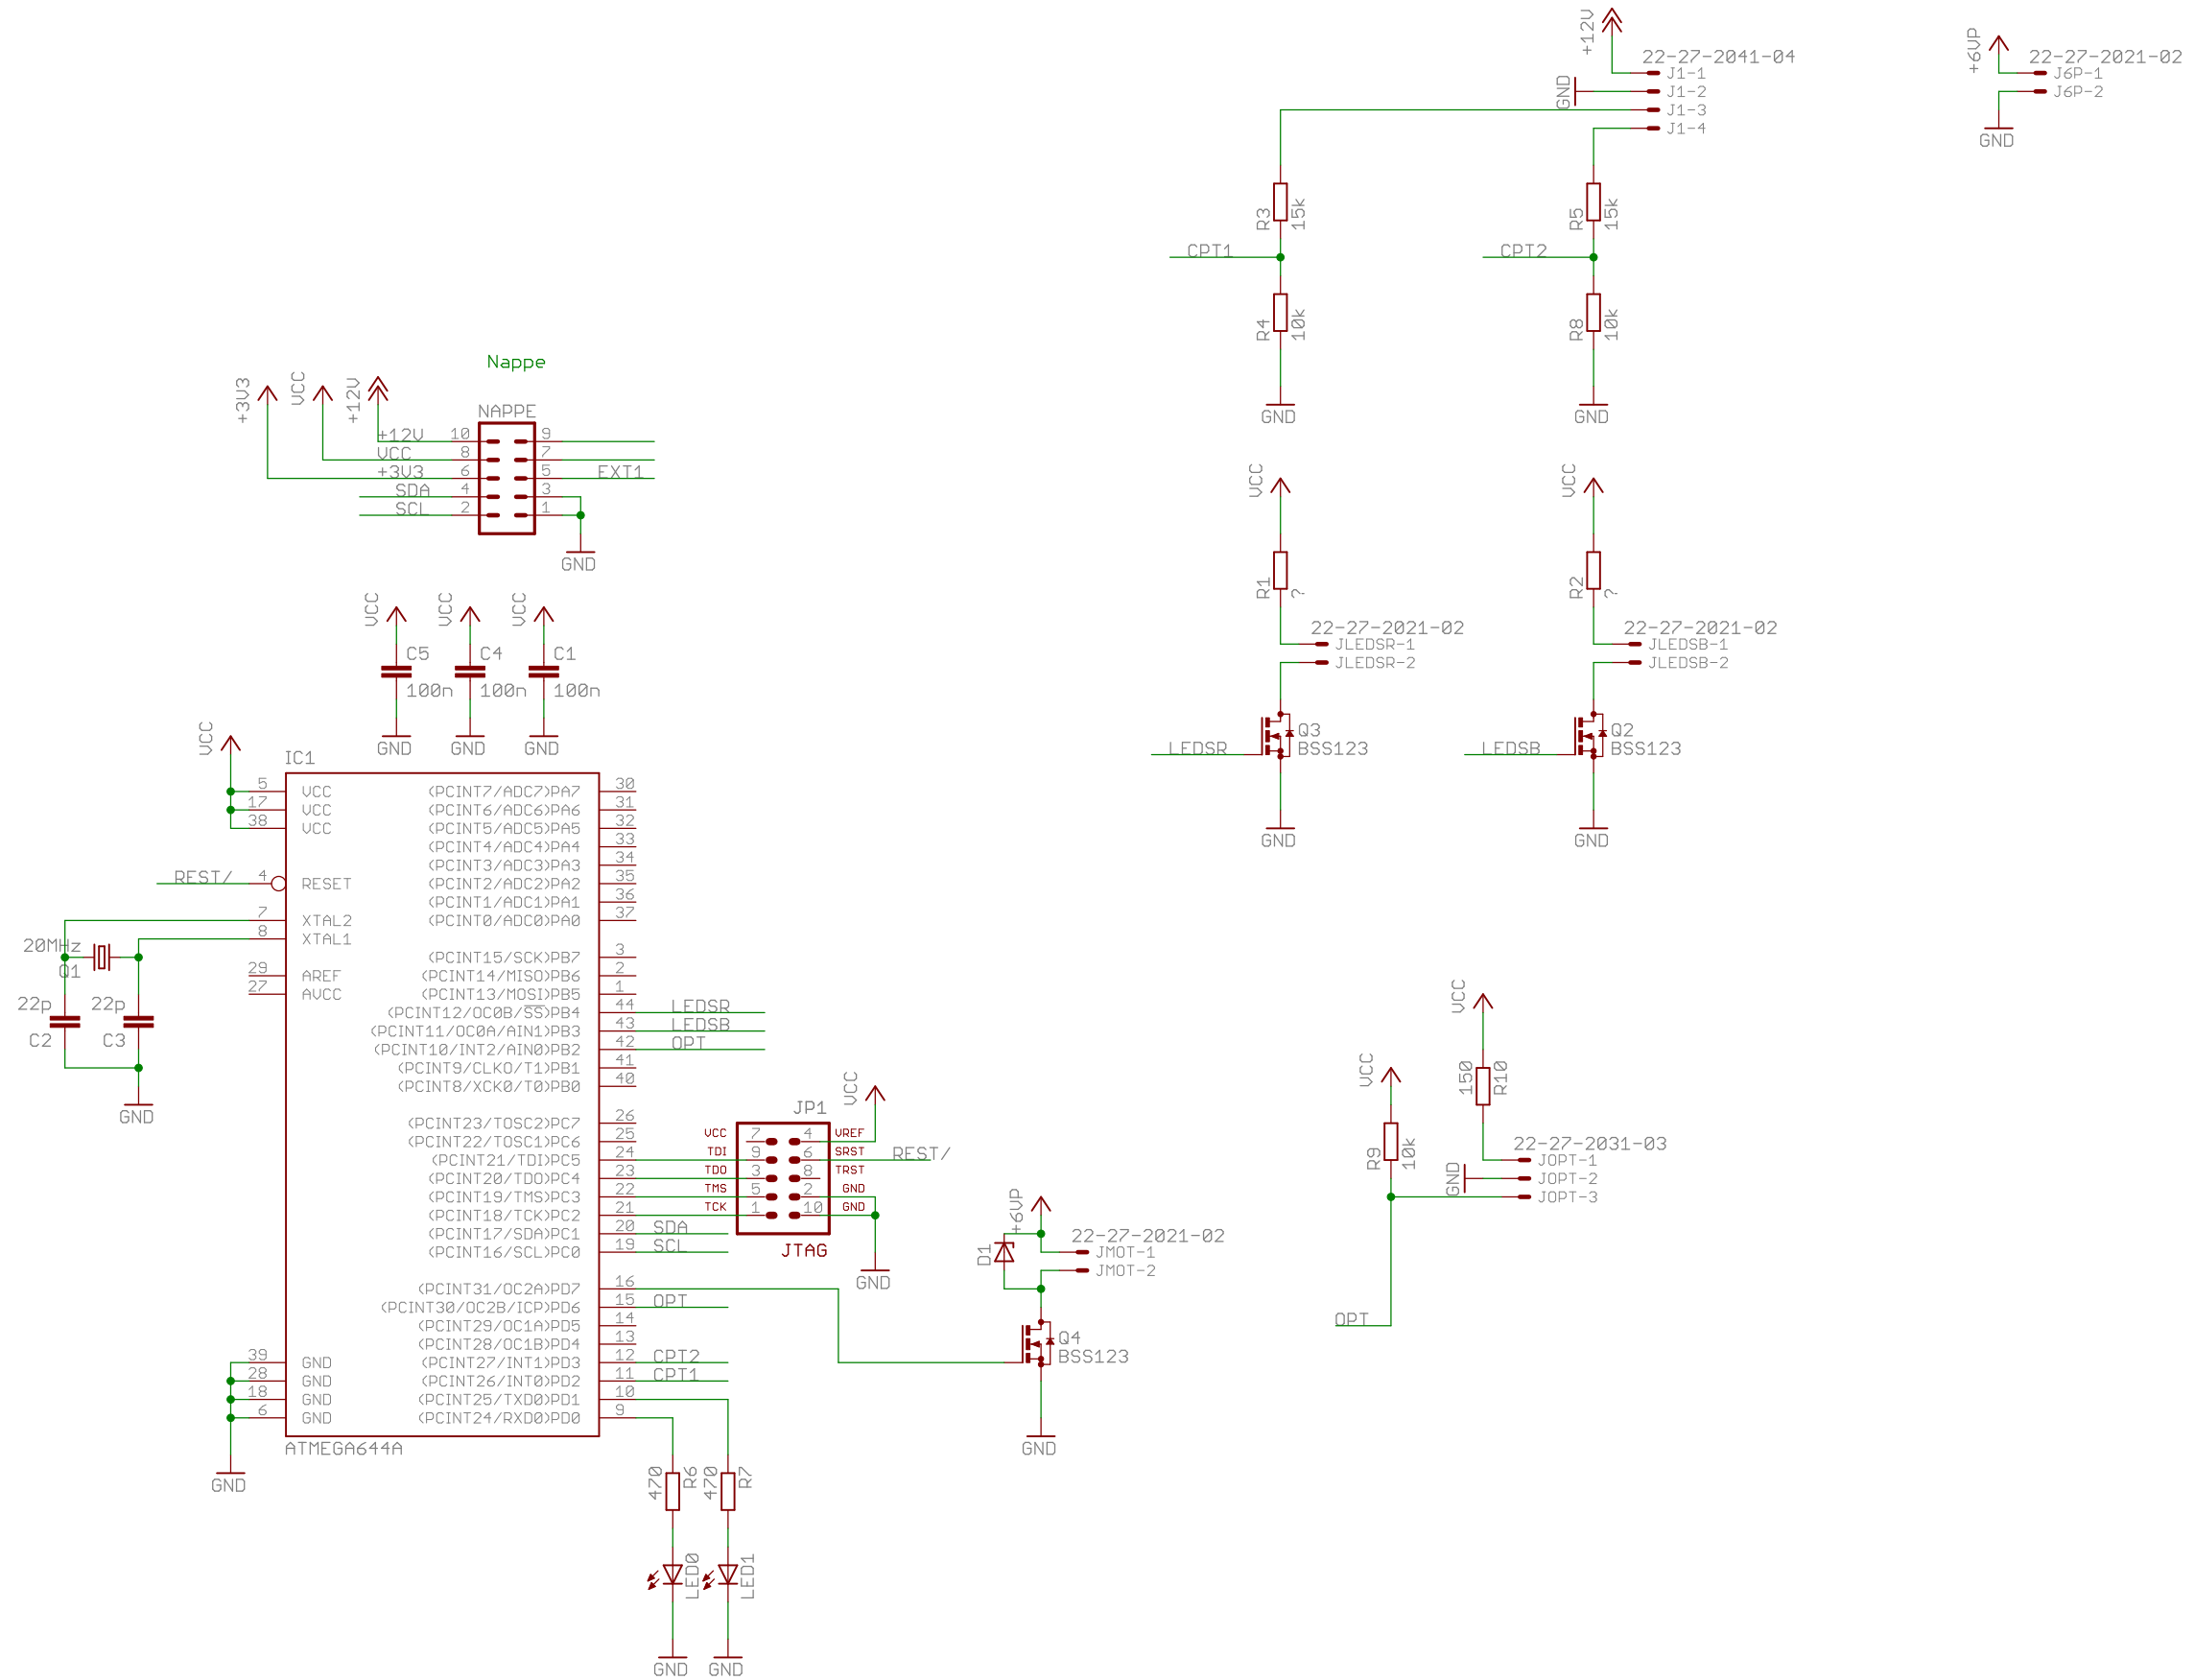 +12V
22-27-2041-04
J1-1
GND
J1-2
J1-3
J1-4
+6VP
22-27-2021-02
J6P-1
J6P-2
GND
R3
15k
R5
15k
CPT1
CPT2
R4
10k
R8
10k
GND
GND
Nappe
+3V3
VCC
+12V
NAPPE
+12V 10 9
VCC 8 7
+3V3 6 5 EXT1
SDA 4 3
SCL 2 1
GND
VCC
VCC
R1
?
R2
?
22-27-2021-02
JLEDSR-1
JLEDSR-2
22-27-2021-02
JLEDSB-1
JLEDSB-2
LEDSR
Q3
BSS123
LEDSB
Q2
BSS123
GND
GND
VCC
VCC
VCC
C5
100n
C4
100n
C1
100n
GND
GND
GND
VCC
IC1
5 VCC (PCINT7/ADC7)PA7 30
17 VCC (PCINT6/ADC6)PA6 31
38 VCC (PCINT5/ADC5)PA5 32
(PCINT4/ADC4)PA4 33
(PCINT3/ADC3)PA3 34
REST/ 4 RESET (PCINT2/ADC2)PA2 35
(PCINT1/ADC1)PA1 36
7 XTAL2 (PCINT0/ADC0)PA0 37
8 XTAL1
20MHz
Q1
(PCINT15/SCK)PB7 3
29 AREF (PCINT14/MISO)PB6 2
27 AVCC (PCINT13/MOSI)PB5 1
22p
C2
22p
C3
GND
(PCINT12/OC0B/SS)PB4 44 LEDSR
(PCINT11/OC0A/AIN1)PB3 43 LEDSB
(PCINT10/INT2/AIN0)PB2 42 OPT
(PCINT9/CLKO/T1)PB1 41
(PCINT8/XCK0/T0)PB0 40
(PCINT23/TOSC2)PC7 26
(PCINT22/TOSC1)PC6 25
(PCINT21/TDI)PC5 24
(PCINT20/TDO)PC4 23
(PCINT19/TMS)PC3 22
(PCINT18/TCK)PC2 21
(PCINT17/SDA)PC1 20 SDA
(PCINT16/SCL)PC0 19 SCL
VCC
JP1
VCC 7 4 VREF
TDI 9 6 SRST REST/
TDO 3 8 TRST
TMS 5 2 GND
TCK 1 10 GND
JTAG
GND
(PCINT31/OC2A)PD7 16
(PCINT30/OC2B/ICP)PD6 15 OPT
(PCINT29/OC1A)PD5 14
(PCINT28/OC1B)PD4 13
39 GND (PCINT27/INT1)PD3 12 CPT2
28 GND (PCINT26/INT0)PD2 11 CPT1
18 GND (PCINT25/TXD0)PD1 10
6 GND (PCINT24/RXD0)PD0 9
ATMEGA644A
GND
+6VP
22-27-2021-02
D1
JMOT-1
JMOT-2
Q4
BSS123
GND
VCC
150
R10
VCC
R9
10k
22-27-2031-03
JOPT-1
GND
JOPT-2
JOPT-3
OPT
470
R6
470
R7
LED0
LED1
GND
GND